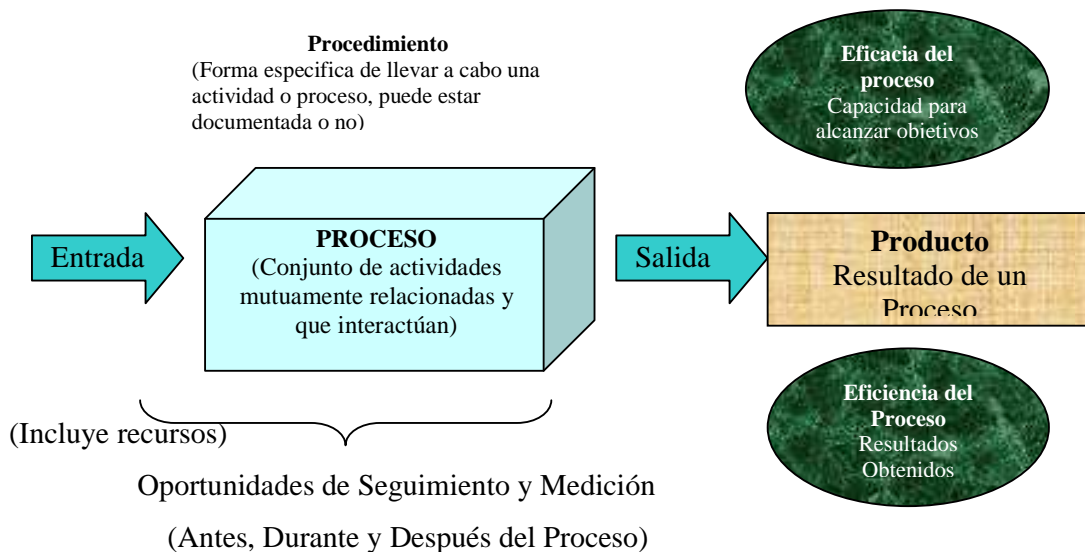 Procedimiento
(Forma especifica de llevar a cabo una
actividad o proceso, puede estar
documentada o no)
Eficacia del
proceso
Capacidad para
alcanzar objetivos
Entrada
PROCESO
(Conjunto de actividades
mutuamente relacionadas y
que interactúan)
Salida
Producto
Resultado de un
Proceso
Eficiencia del
Proceso
Resultados
Obtenidos
(Incluye recursos)
Oportunidades de Seguimiento y Medición
(Antes, Durante y Después del Proceso)